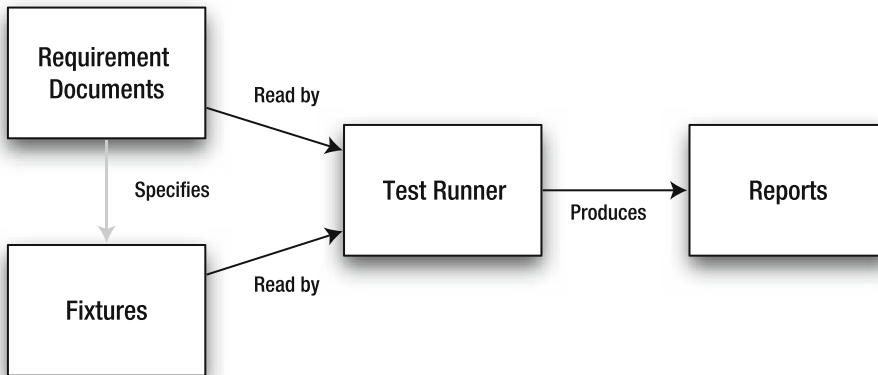 Requirement
Documents
Read by
Specifies
Test Runner
Produces
Reports
Fixtures
Read by